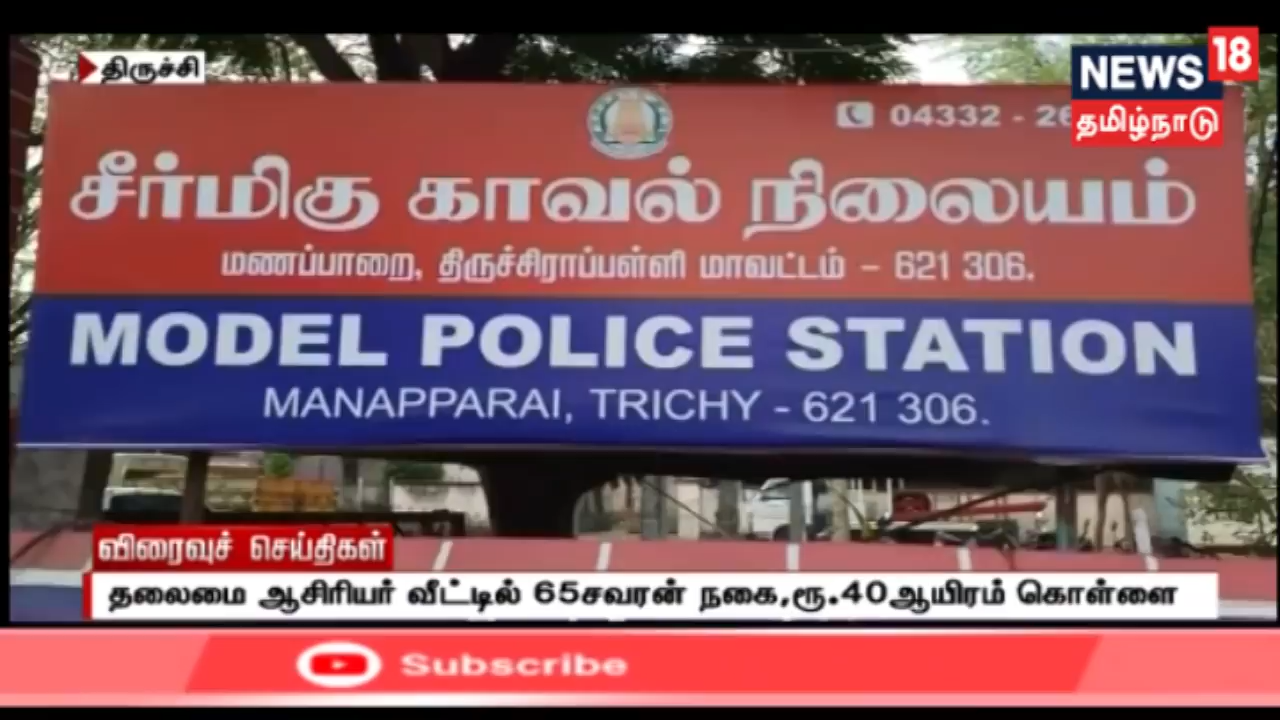 திருச்சி
NEWS 18
தமிழ்நாடு
04332 - 26
சீர்மிகு காவல் நிலையம்
மணப்பாறை, திருச்சிராப்பள்ளி மாவட்டம் - 621 306.
MODEL POLICE STATION
MANAPPARAI, TRICHY - 621 306.
விரைவுச் செய்திகள்
தலைமை ஆசிரியர் வீட்டில் 65சவரன் நகை,ரூ.40ஆயிரம் கொள்ளை
Subscribe